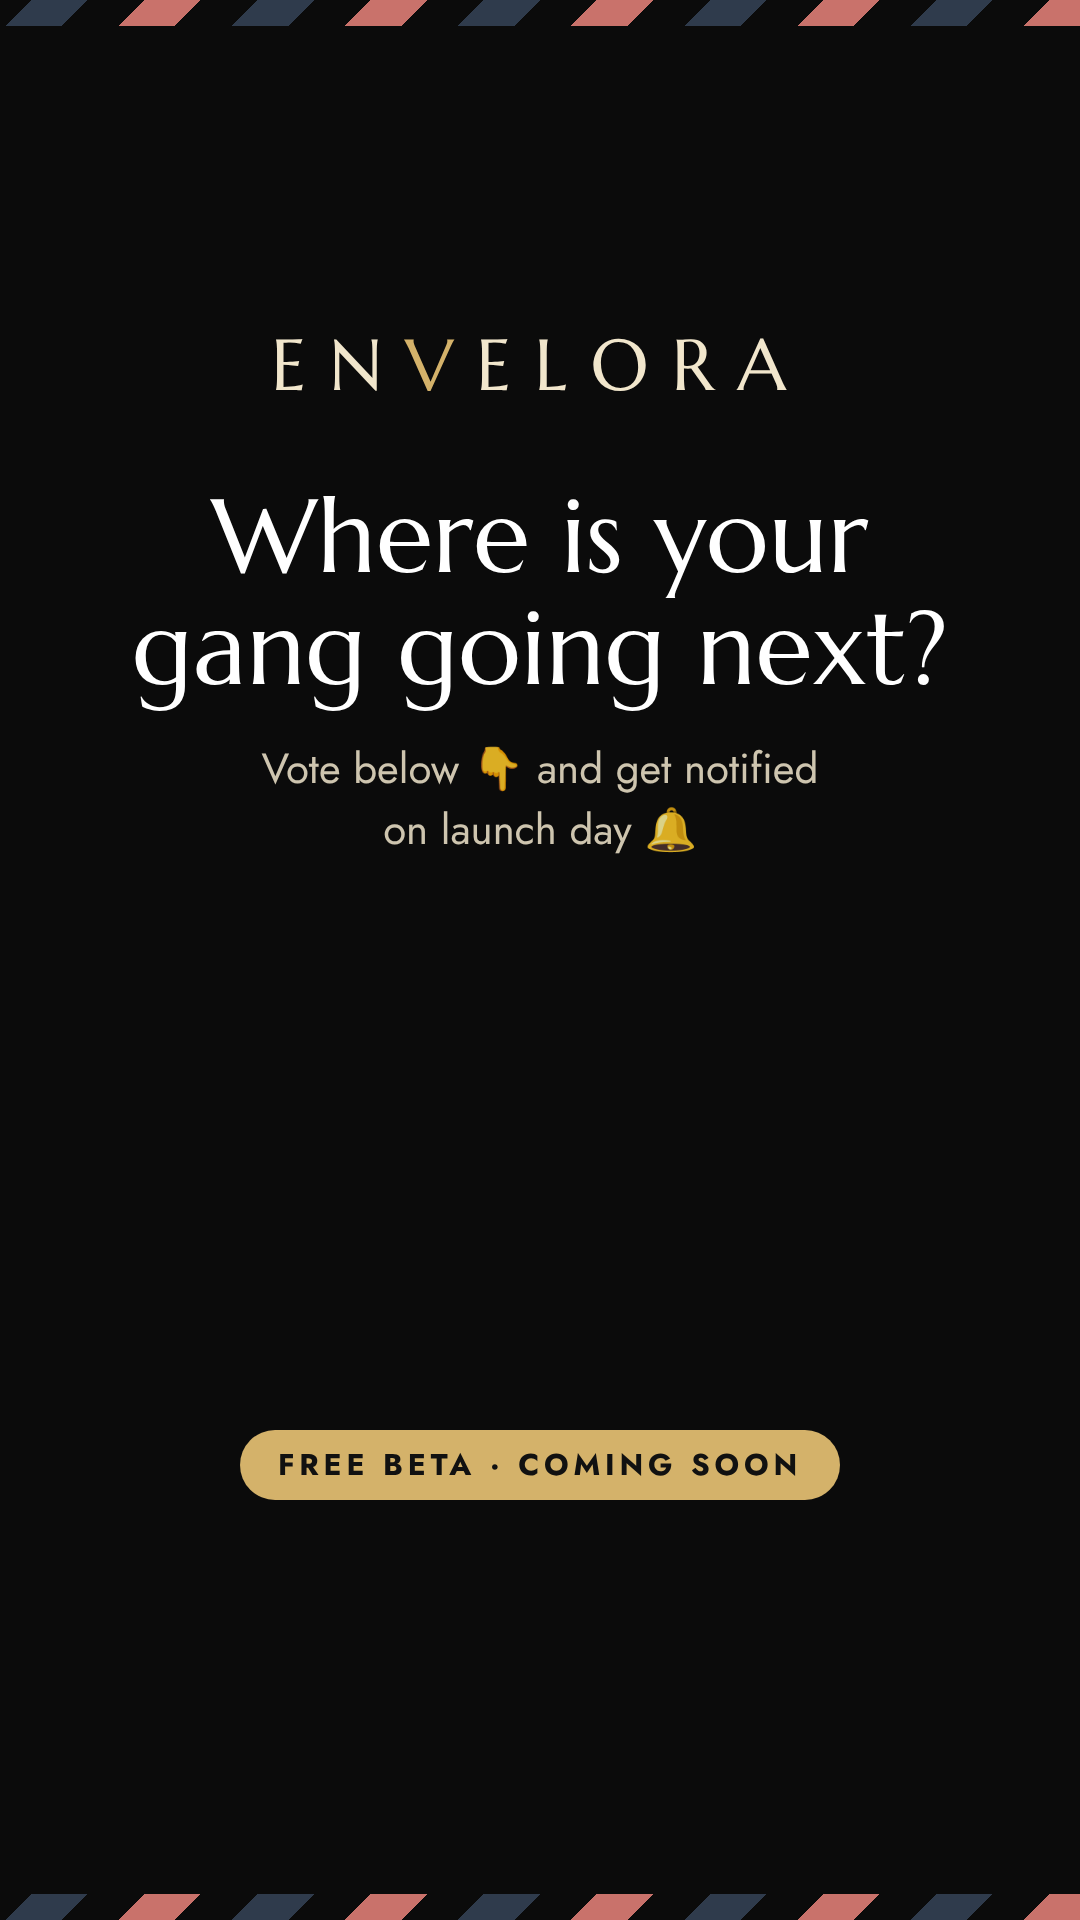 ENVELORA
Where is your
gang going next?
Vote below 👇 and get notified
on launch day 🔔
FREE BETA · COMING SOON